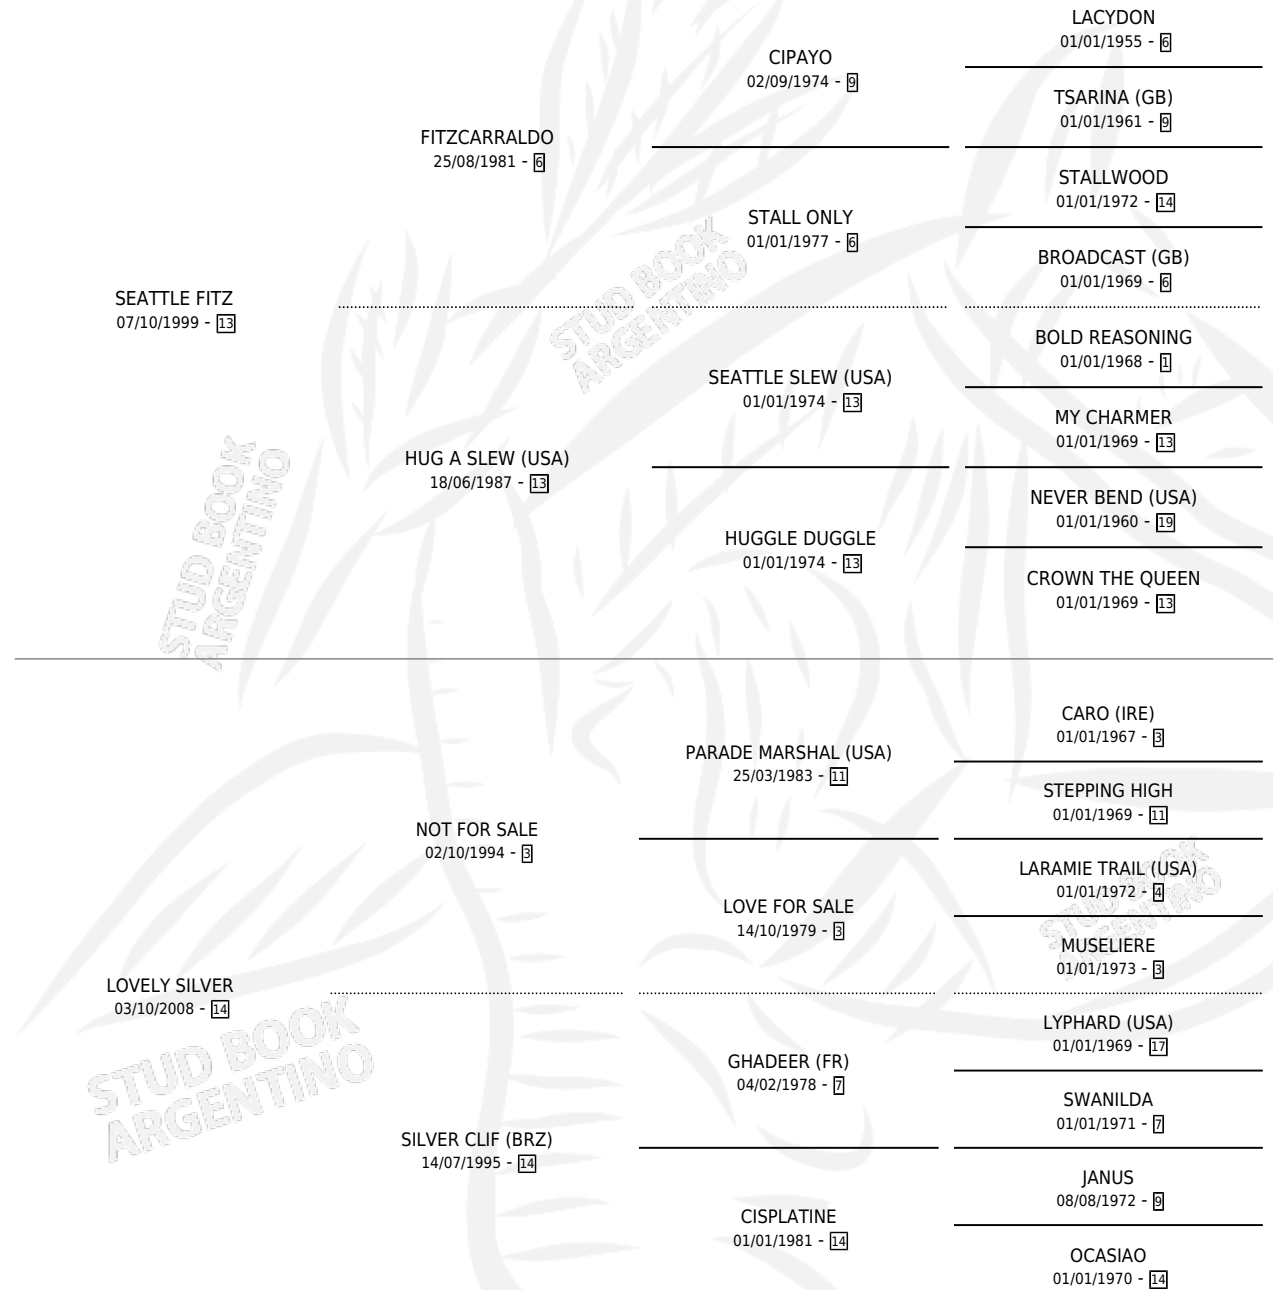 LACYDON
01/01/1955 - 6
CIPAYO
02/09/1974 - 9
TSARINA (GB)
01/01/1961 - 9
FITZCARRALDO
25/08/1981 - 6
STALLWOOD
01/01/1972 - 14
STALL ONLY
01/01/1977 - 6
BROADCAST (GB)
01/01/1969 - 6
SEATTLE FITZ
07/10/1999 - 13
STUD BOOK
ARGENTINO
BOLD REASONING
01/01/1968 - 1
SEATTLE SLEW (USA)
01/01/1974 - 13
MY CHARMER
01/01/1969 - 13
HUG A SLEW (USA)
18/06/1987 - 13
NEVER BEND (USA)
01/01/1960 - 19
HUGGLE DUGGLE
01/01/1974 - 13
CROWN THE QUEEN
01/01/1969 - 13
STUD BOOK
ARGENTINO
CARO (IRE)
01/01/1967 - 3
PARADE MARSHAL (USA)
25/03/1983 - 11
STEPPING HIGH
01/01/1969 - 11
NOT FOR SALE
02/10/1994 - 3
LARAMIE TRAIL (USA)
01/01/1972 - 4
LOVE FOR SALE
14/10/1979 - 3
STUD BOOK
ARGENTINO
MUSELIERE
01/01/1973 - 3
LOVELY SILVER
03/10/2008 - 14
LYPHARD (USA)
01/01/1969 - 17
GHADEER (FR)
04/02/1978 - 7
STUD BOOK
ARGENTINO
SWANILDA
01/01/1971 - 7
SILVER CLIF (BRZ)
14/07/1995 - 14
JANUS
08/08/1972 - 9
CISPLATINE
01/01/1981 - 14
OCASIAO
01/01/1970 - 14